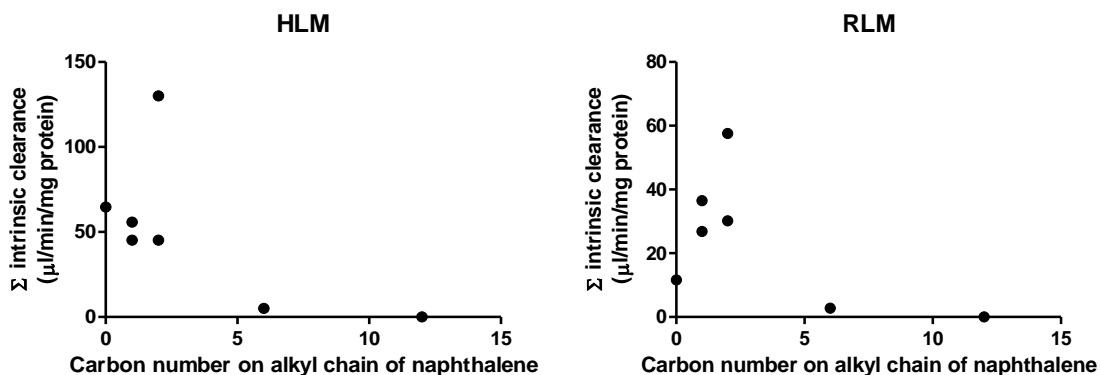 HLM
Σ intrinsic clearance
(µl/min/mg protein)
150
100
50
0
0
5
10
15
Carbon number on alkyl chain of naphthalene
RLM
Σ intrinsic clearance
(µl/min/mg protein)
80
60
40
20
0
0
5
10
15
Carbon number on alkyl chain of naphthalene